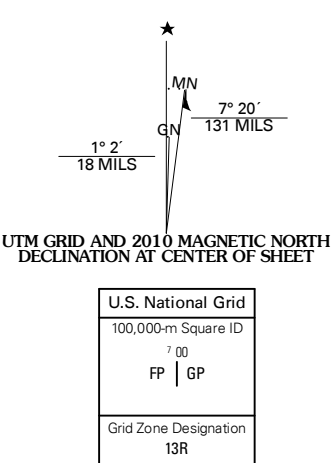 ★
MN
7° 20´
131 MILS
GN
1° 2´
18 MILS
UTM GRID AND 2010 MAGNETIC NORTH
DECLINATION AT CENTER OF SHEET
U.S. National Grid
100,000-m Square ID
7 00
FP GP
Grid Zone Designation
13R